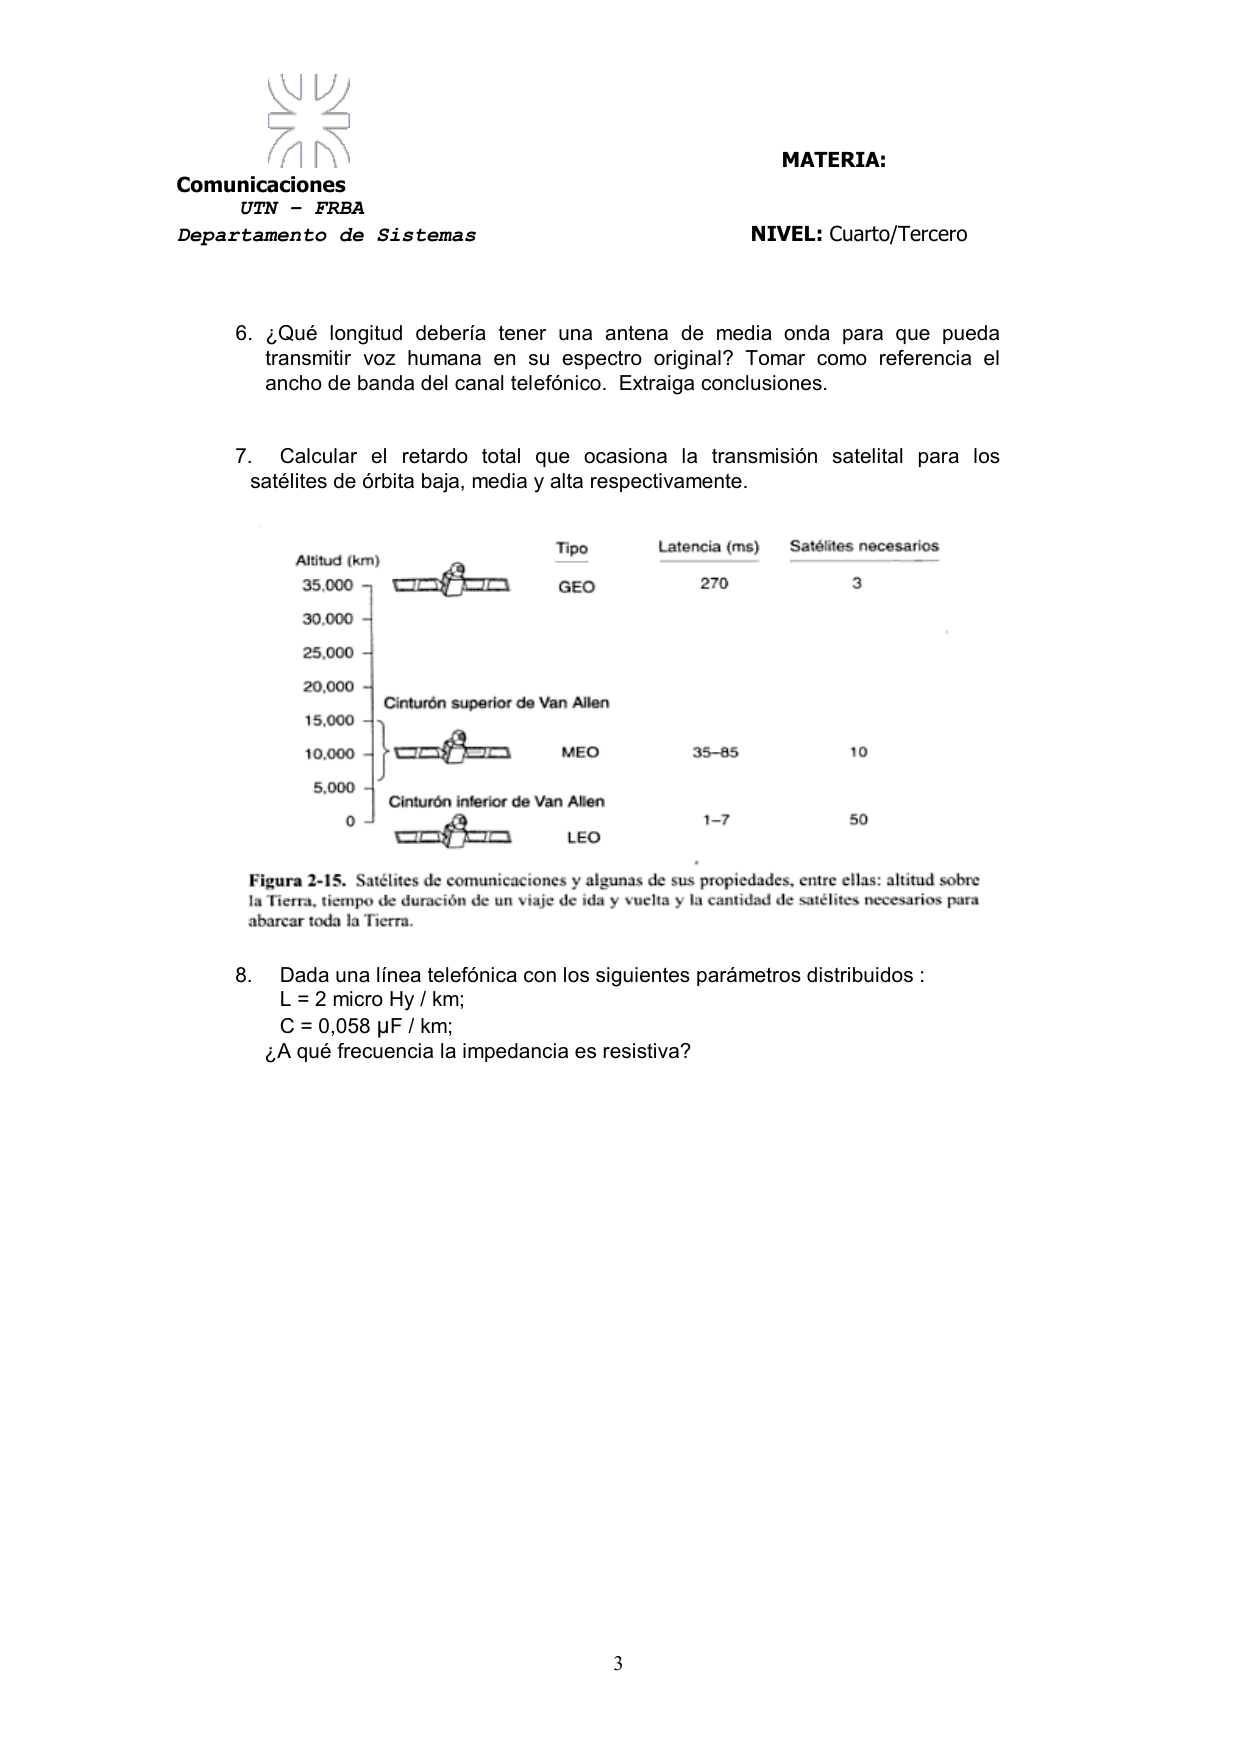 MATERIA:
Comunicaciones
UTN – FRBA
Departamento de Sistemas
NIVEL: Cuarto/Tercero
6. ¿Qué longitud debería tener una antena de media onda para que pueda
transmitir voz humana en su espectro original? Tomar como referencia el
ancho de banda del canal telefónico. Extraiga conclusiones.
7. Calcular el retardo total que ocasiona la transmisión satelital para los
satélites de órbita baja, media y alta respectivamente.
Altitud (km) Tipo Latencia (ms) Satélites necesarios
35,000 GEO 270 3
30,000
25,000
20,000
Cinturón superior de Van Allen
15,000
10,000 MEO 35–85 10
5,000
Cinturón inferior de Van Allen
0 LEO 1–7 50
Figura 2-15. Satélites de comunicaciones y algunas de sus propiedades, entre ellas: altitud sobre
la Tierra, tiempo de duración de un viaje de ida y vuelta y la cantidad de satélites necesarios para
abarcar toda la Tierra.
8. Dada una línea telefónica con los siguientes parámetros distribuidos :
L = 2 micro Hy / km;
C = 0,058 µF / km;
¿A qué frecuencia la impedancia es resistiva?
3